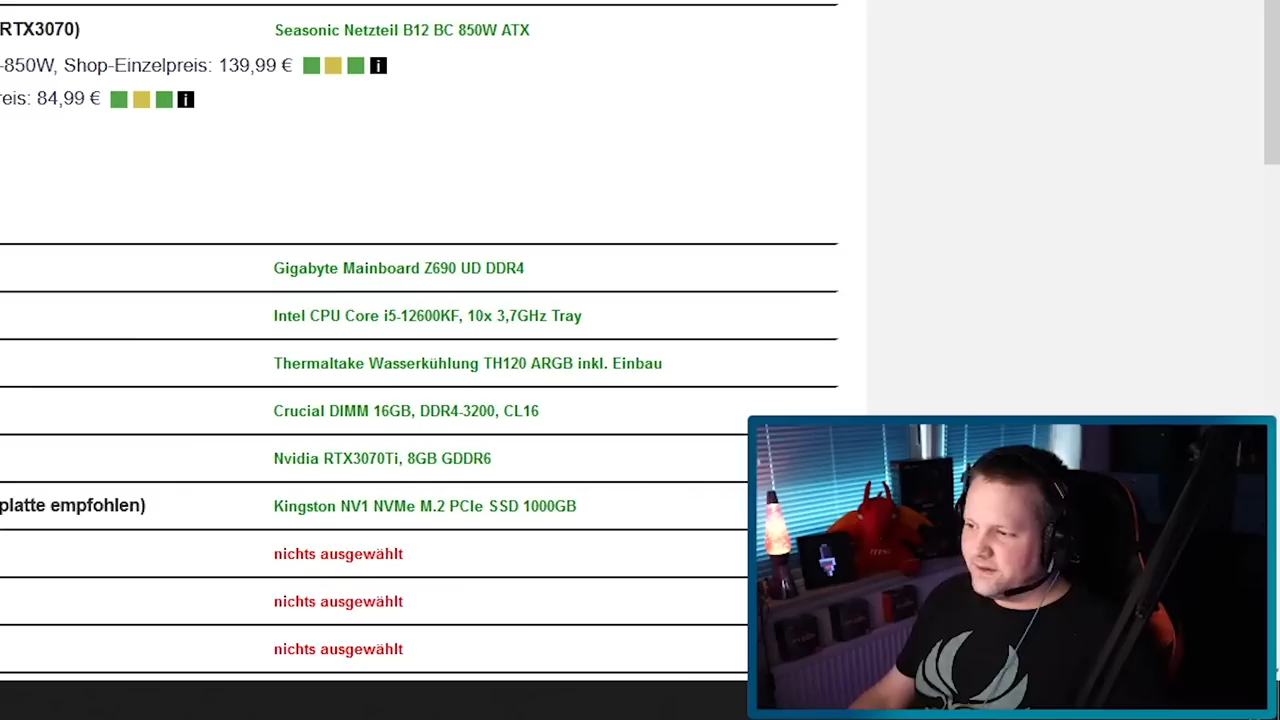 RTX3070)
Seasonic Netzteil B12 BC 850W ATX
-850W, Shop-Einzelpreis: 139,99 € i
reis: 84,99 € i
Gigabyte Mainboard Z690 UD DDR4
Intel CPU Core i5-12600KF, 10x 3,7GHz Tray
Thermaltake Wasserkühlung TH120 ARGB inkl. Einbau
Crucial DIMM 16GB, DDR4-3200, CL16
Nvidia RTX3070Ti, 8GB GDDR6
platte empfohlen)
Kingston NV1 NVMe M.2 PCIe SSD 1000GB
nichts ausgewählt
nichts ausgewählt
nichts ausgewählt